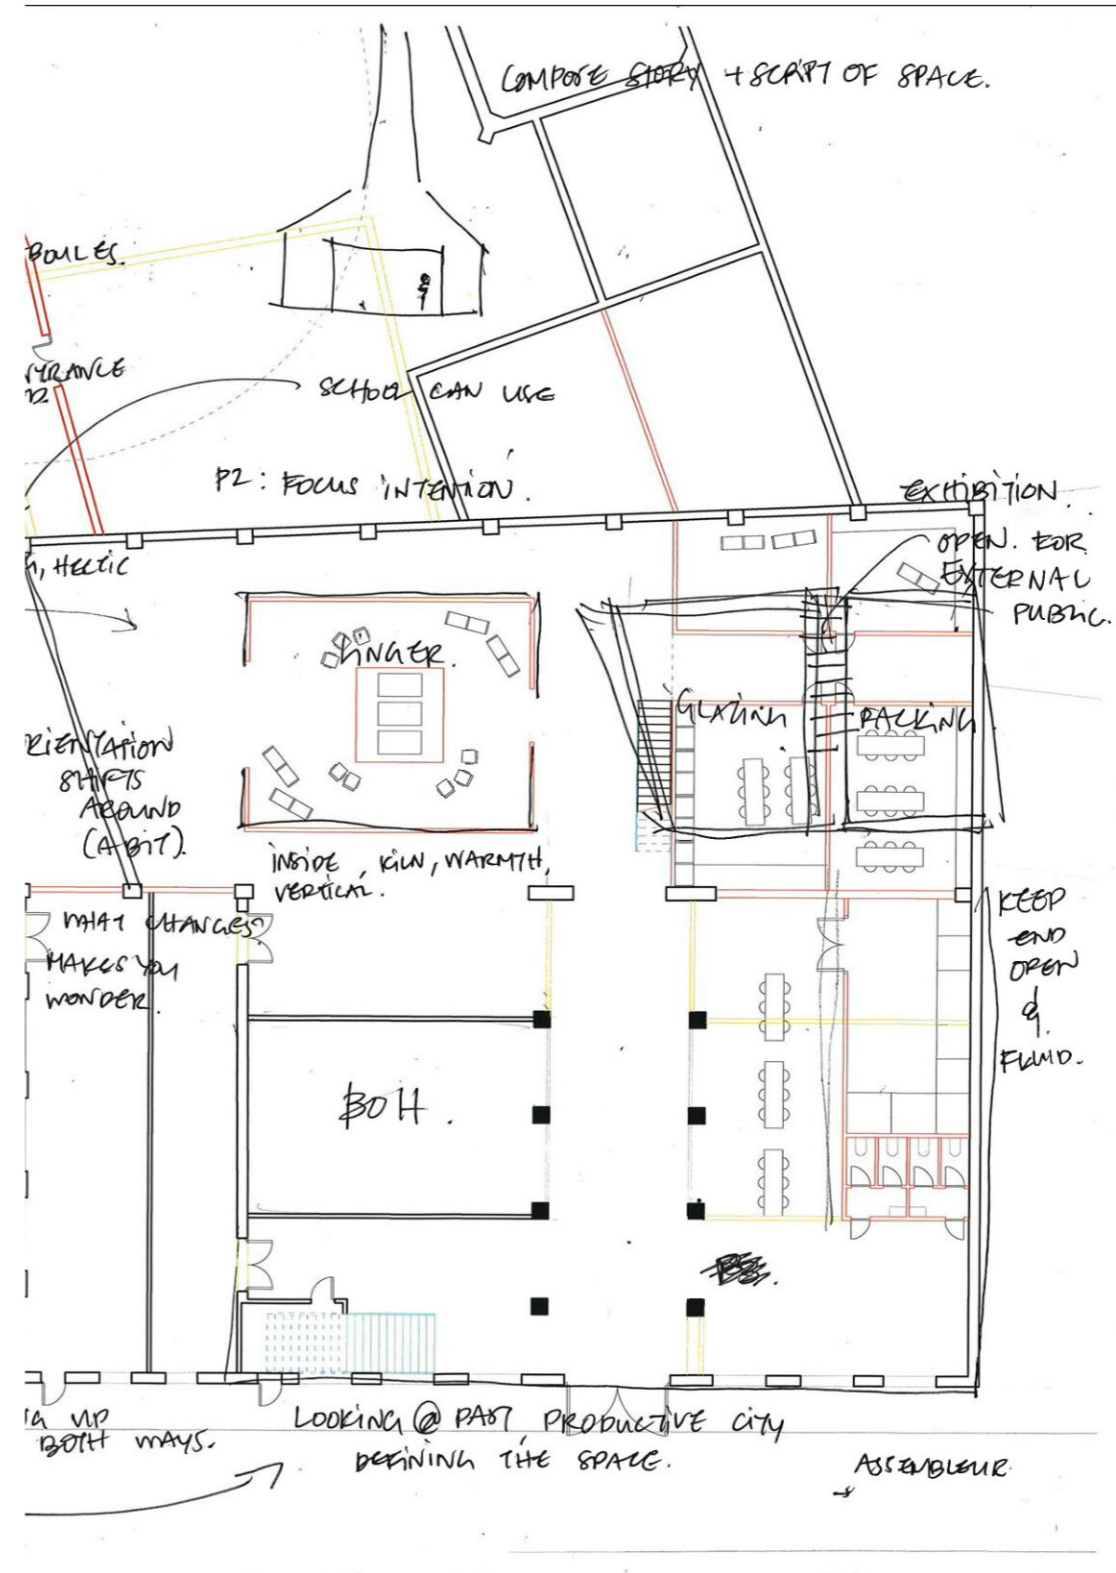 COMPOSE STORY + SCRIPT OF SPACE.
BOULES.
SCHOOL CAN USE
P2: FOCUS INTENTION.
EXHIBITION.
OPEN. FOR
EXTERNAL
PUBLIC.
, HECTIC
GLAZING
PACKING
RIENTATION
SHIFTS
AROUND
(A BIT).
INSIDE, KILN, WARMTH,
VERTICAL.
KEEP
END
OPEN
&
FLUID.
WHAT CHANGES?
MAKES YOU
WONDER
BOH.
UP
BOTH WAYS.
LOOKING @ PAST, PRODUCTIVE CITY
DEFINING THE SPACE.
ASSEMBLEUR